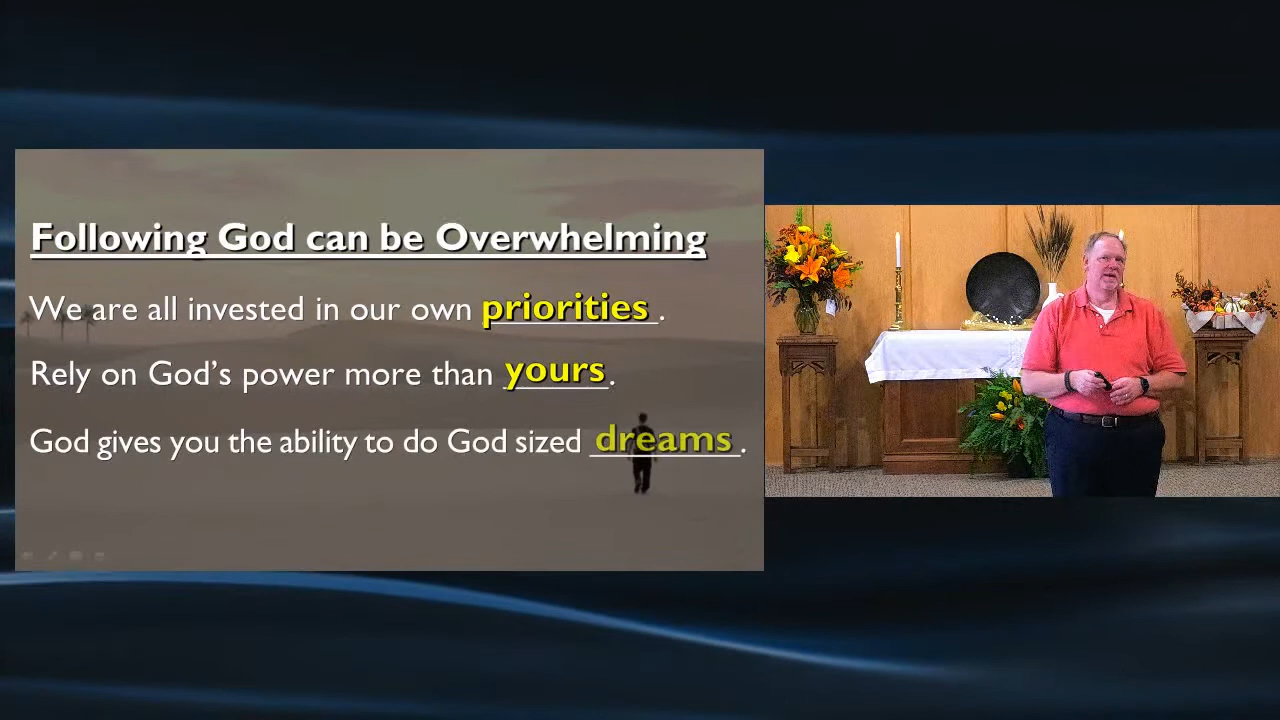 Following God can be Overwhelming
We are all invested in our own priorities.
Rely on God's power more than yours.
God gives you the ability to do God sized dreams.